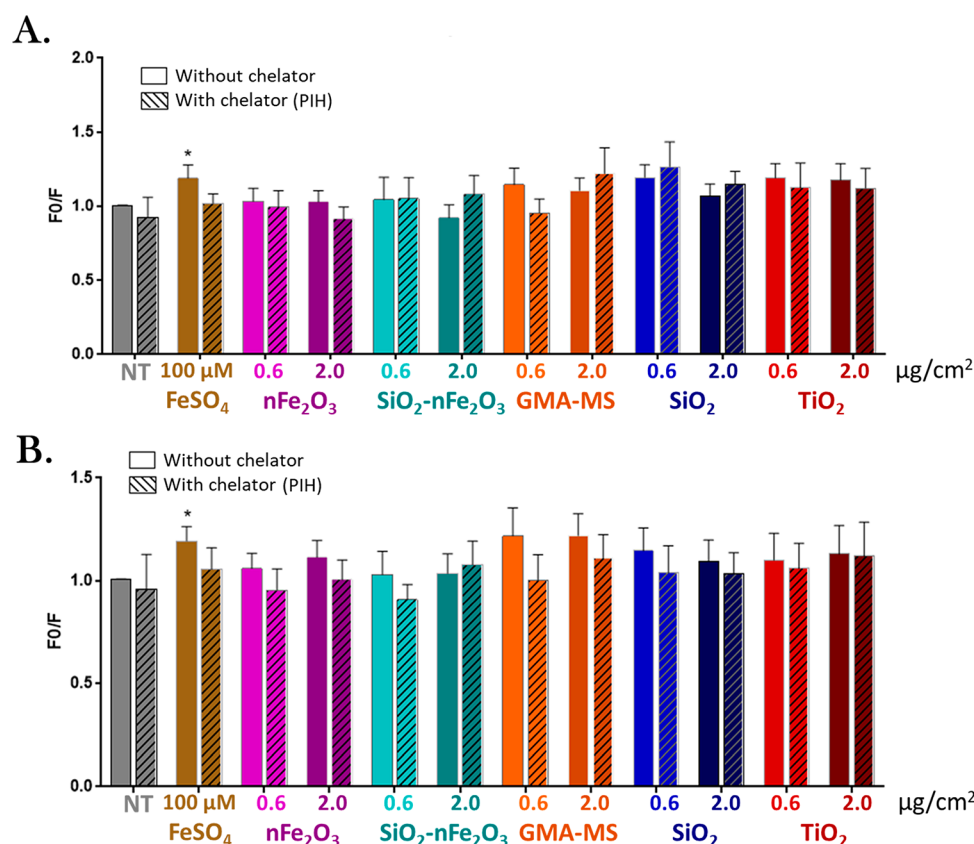 A.
2.0
Without chelator
With chelator (PIH)
1.5
*
F0/F
1.0
0.5
0.0
NT 100 µM 0.6 2.0 0.6 2.0 0.6 2.0 0.6 2.0 0.6 2.0 µg/cm²
FeSO₄ nFe₂O₃ SiO₂-nFe₂O₃ GMA-MS SiO₂ TiO₂
B.
Without chelator
1.5
With chelator (PIH)
*
F0/F
1.0
0.5
0.0
NT 100 µM 0.6 2.0 0.6 2.0 0.6 2.0 0.6 2.0 0.6 2.0 µg/cm²
FeSO₄ nFe₂O₃ SiO₂-nFe₂O₃ GMA-MS SiO₂ TiO₂